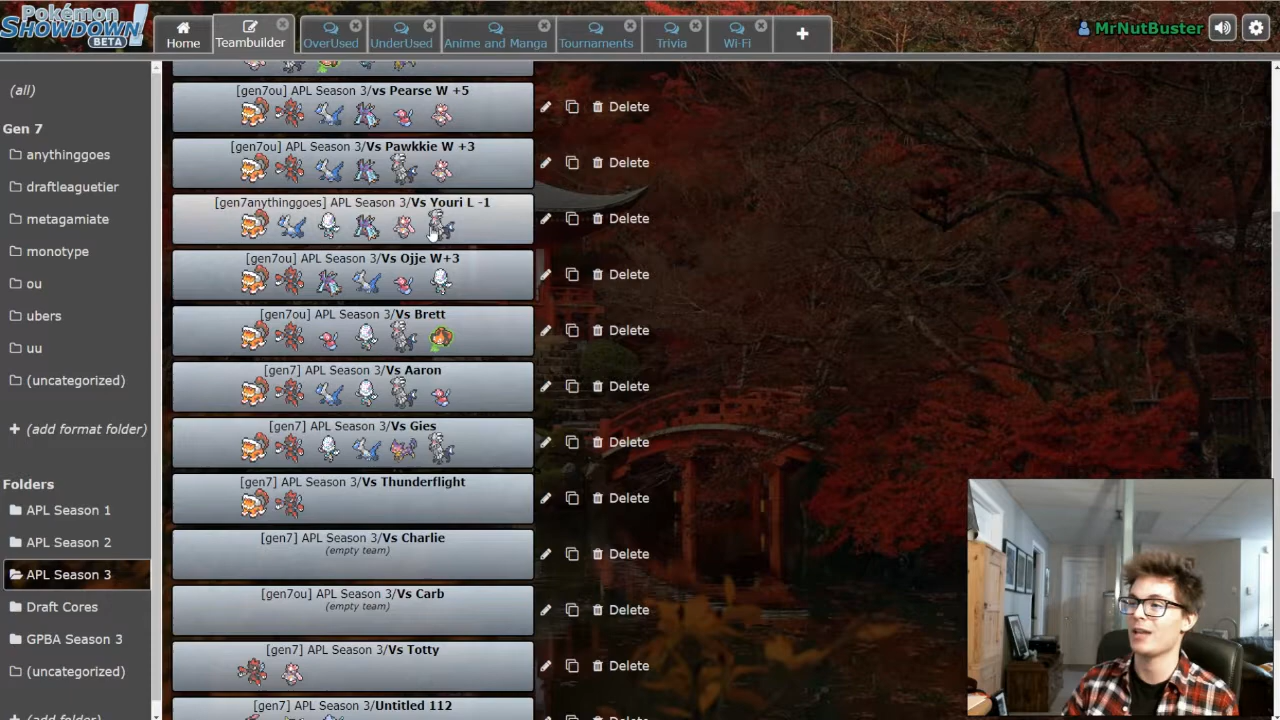 Pokémon
SHOWDOWN!
BETA
Home
Teambuilder
OverUsed
UnderUsed
Anime and Manga
Tournaments
Trivia
Wi-Fi
+
MrNutBuster
(all)
Gen 7
anythinggoes
draftleaguetier
metagamiate
monotype
ou
ubers
uu
(uncategorized)
+ (add format folder)
Folders
APL Season 1
APL Season 2
APL Season 3
Draft Cores
GPBA Season 3
(uncategorized)
+ (add folder)
[gen7ou] APL Season 3/vs Pearse W +5
Delete
[gen7ou] APL Season 3/Vs Pawkkie W +3
Delete
[gen7anythinggoes] APL Season 3/Vs Youri L -1
Delete
[gen7ou] APL Season 3/Vs Ojje W+3
Delete
[gen7ou] APL Season 3/Vs Brett
Delete
[gen7] APL Season 3/Vs Aaron
Delete
[gen7] APL Season 3/Vs Gies
Delete
[gen7] APL Season 3/Vs Thunderflight
Delete
[gen7] APL Season 3/Vs Charlie
(empty team)
Delete
[gen7ou] APL Season 3/Vs Carb
(empty team)
Delete
[gen7] APL Season 3/Vs Totty
Delete
[gen7] APL Season 3/Untitled 112